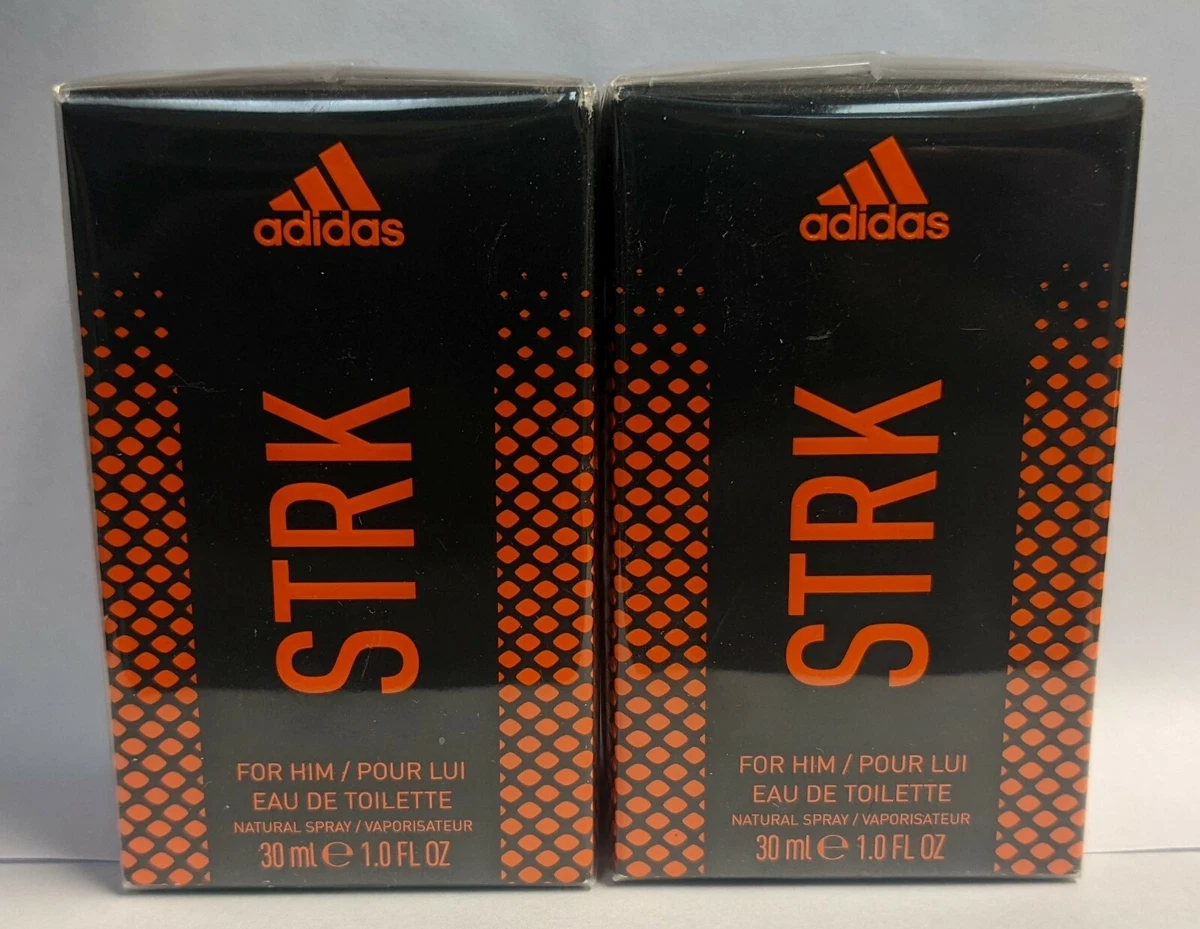 adidas
STRK
FOR HIM / POUR LUI
EAU DE TOILETTE
NATURAL SPRAY / VAPORISATEUR
30 ml ℮ 1.0 FL OZ
adidas
STRK
FOR HIM / POUR LUI
EAU DE TOILETTE
NATURAL SPRAY / VAPORISATEUR
30 ml ℮ 1.0 FL OZ